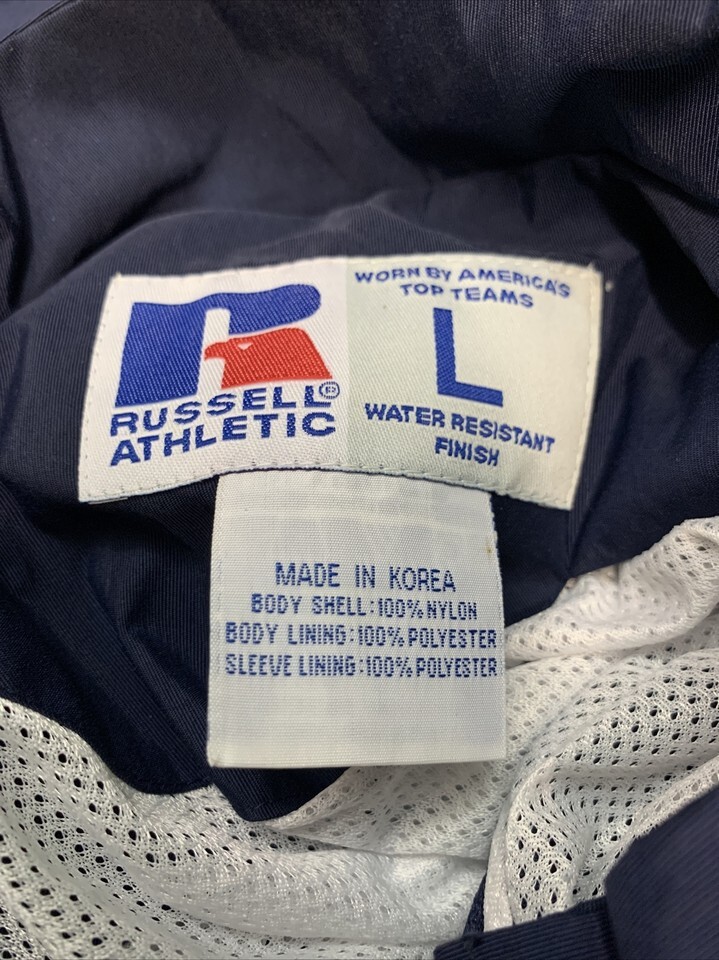 RUSSELL®
ATHLETIC
WORN BY AMERICA'S
TOP TEAMS
L
WATER RESISTANT
FINISH
MADE IN KOREA
BODY SHELL:100% NYLON
BODY LINING:100% POLYESTER
SLEEVE LINING:100% POLYESTER